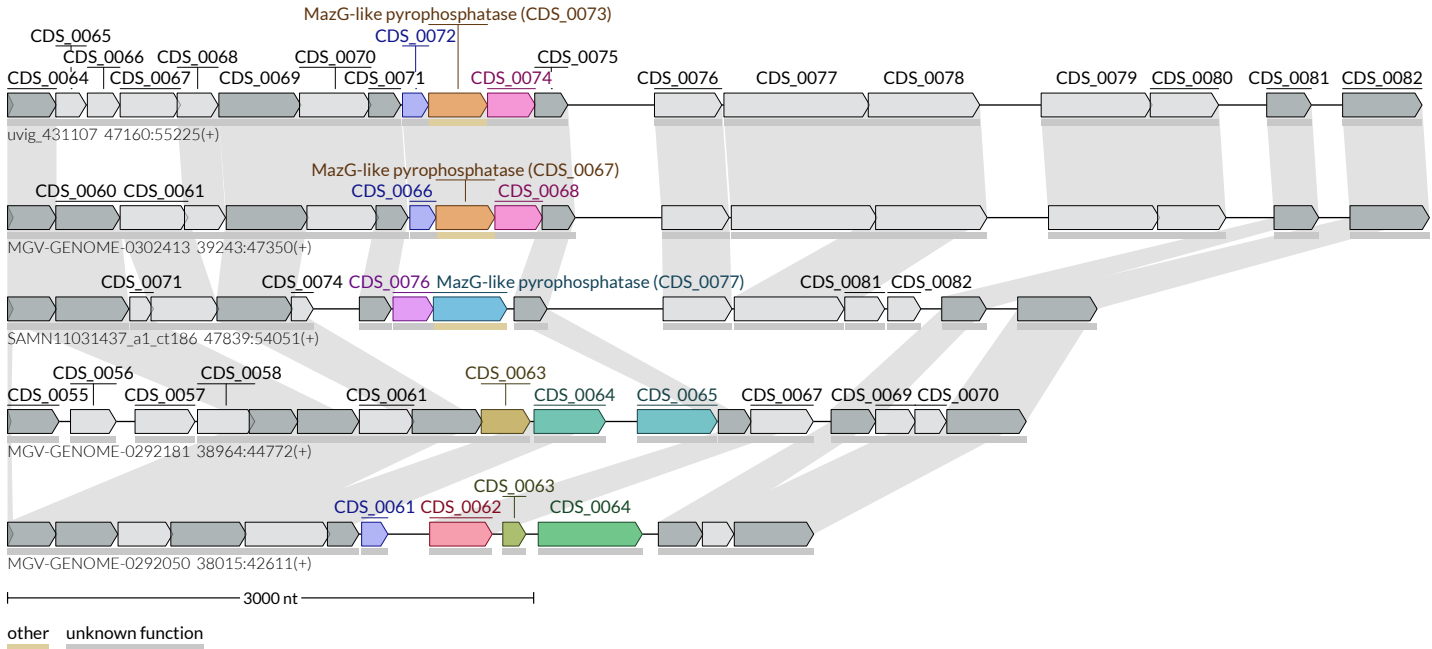 MazG-like pyrophosphatase (CDS_0073)
CDS_0065 CDS_0072
CDS_0066 CDS_0068 CDS_0070 CDS_0075
CDS_0064 CDS_0067 CDS_0069 CDS_0071 CDS_0074 CDS_0076 CDS_0077 CDS_0078 CDS_0079 CDS_0080 CDS_0081 CDS_0082
uvig_431107 47160:55225(+)
MazG-like pyrophosphatase (CDS_0067)
CDS_0060 CDS_0061 CDS_0066 CDS_0068
MGV-GENOME-0302413 39243:47350(+)
CDS_0071 CDS_0074 CDS_0076 MazG-like pyrophosphatase (CDS_0077) CDS_0081 CDS_0082
SAMN11031437_a1_ct186 47839:54051(+)
CDS_0056 CDS_0058 CDS_0063
CDS_0055 CDS_0057 CDS_0061 CDS_0064 CDS_0065 CDS_0067 CDS_0069 CDS_0070
MGV-GENOME-0292181 38964:44772(+)
CDS_0063
CDS_0061 CDS_0062 CDS_0064
MGV-GENOME-0292050 38015:42611(+)
3000 nt
other unknown function